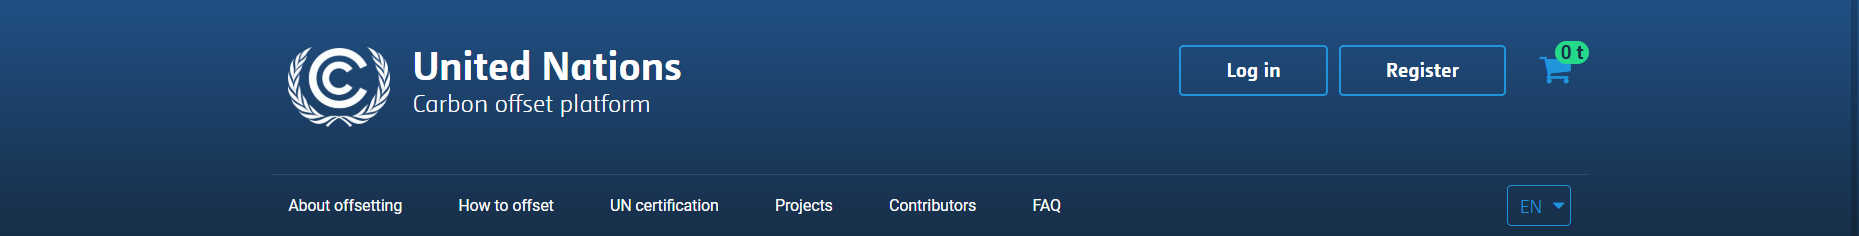 United Nations
Carbon offset platform
Log in
Register
0 t
About offsetting
How to offset
UN certification
Projects
Contributors
FAQ
EN